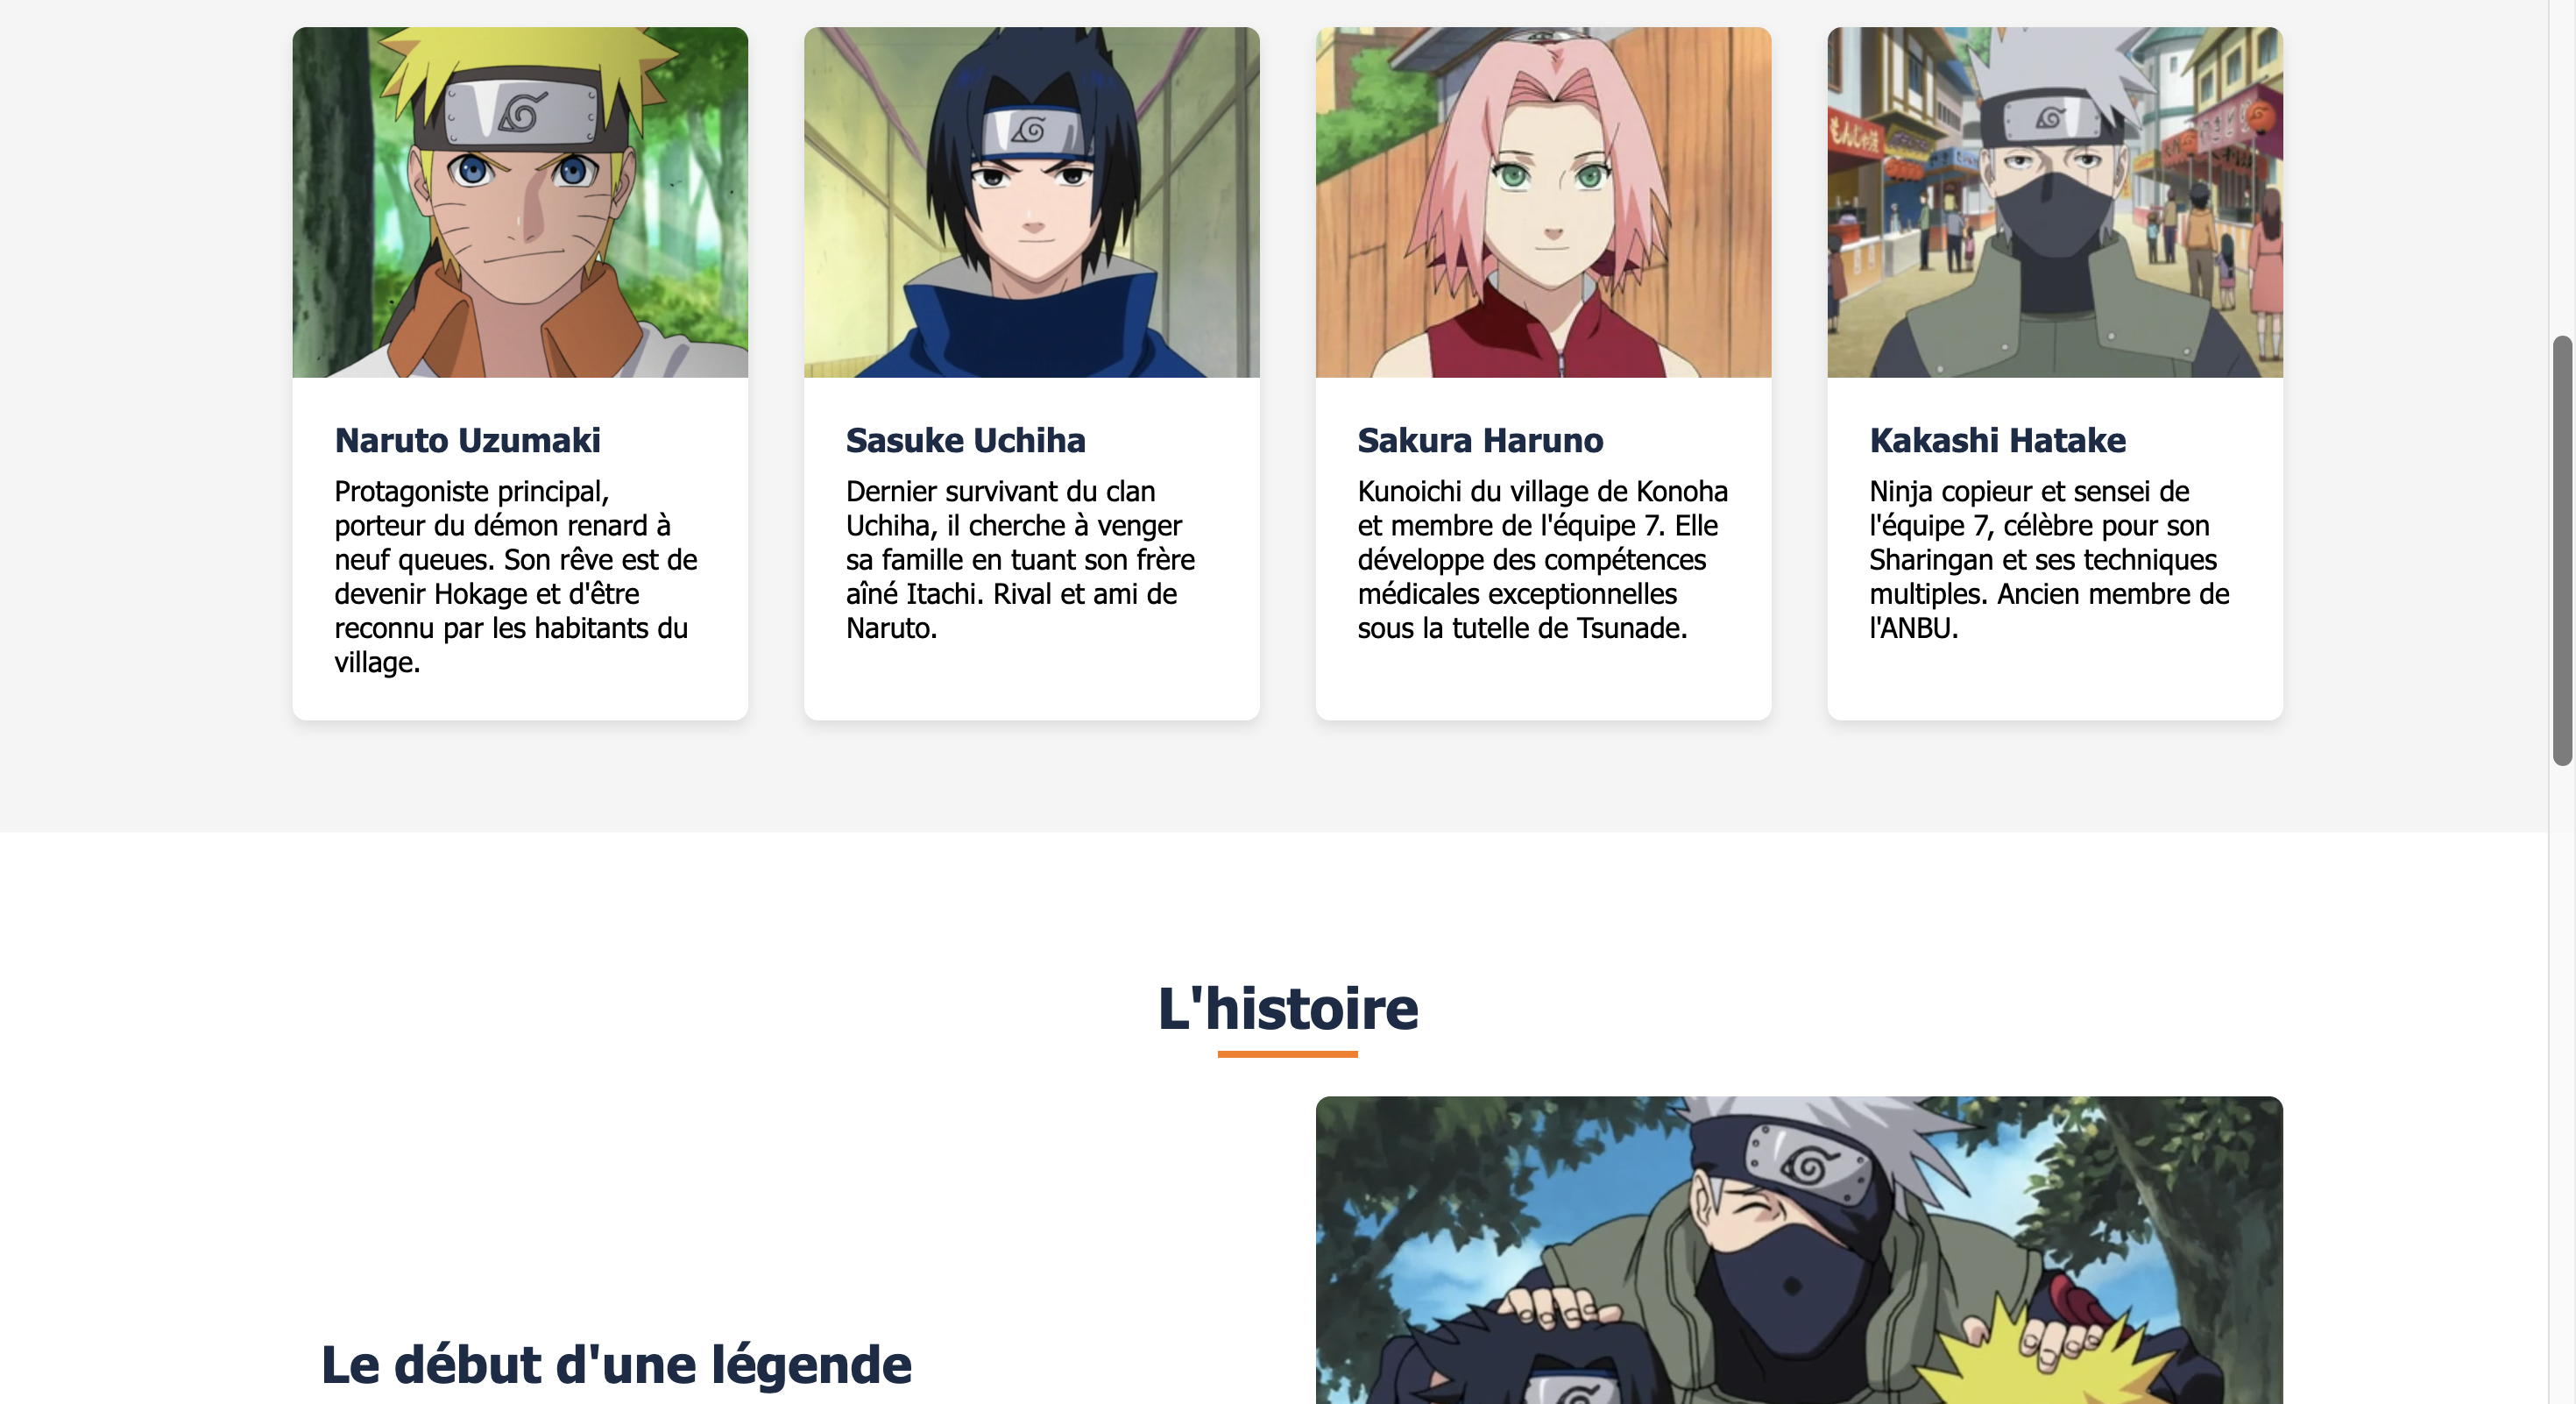 Naruto Uzumaki
Protagoniste principal,
porteur du démon renard à
neuf queues. Son rêve est de
devenir Hokage et d'être
reconnu par les habitants du
village.
Sasuke Uchiha
Dernier survivant du clan
Uchiha, il cherche à venger
sa famille en tuant son frère
aîné Itachi. Rival et ami de
Naruto.
Sakura Haruno
Kunoichi du village de Konoha
et membre de l'équipe 7. Elle
développe des compétences
médicales exceptionnelles
sous la tutelle de Tsunade.
Kakashi Hatake
Ninja copieur et sensei de
l'équipe 7, célèbre pour son
Sharingan et ses techniques
multiples. Ancien membre de
l'ANBU.
L'histoire
Le début d'une légende